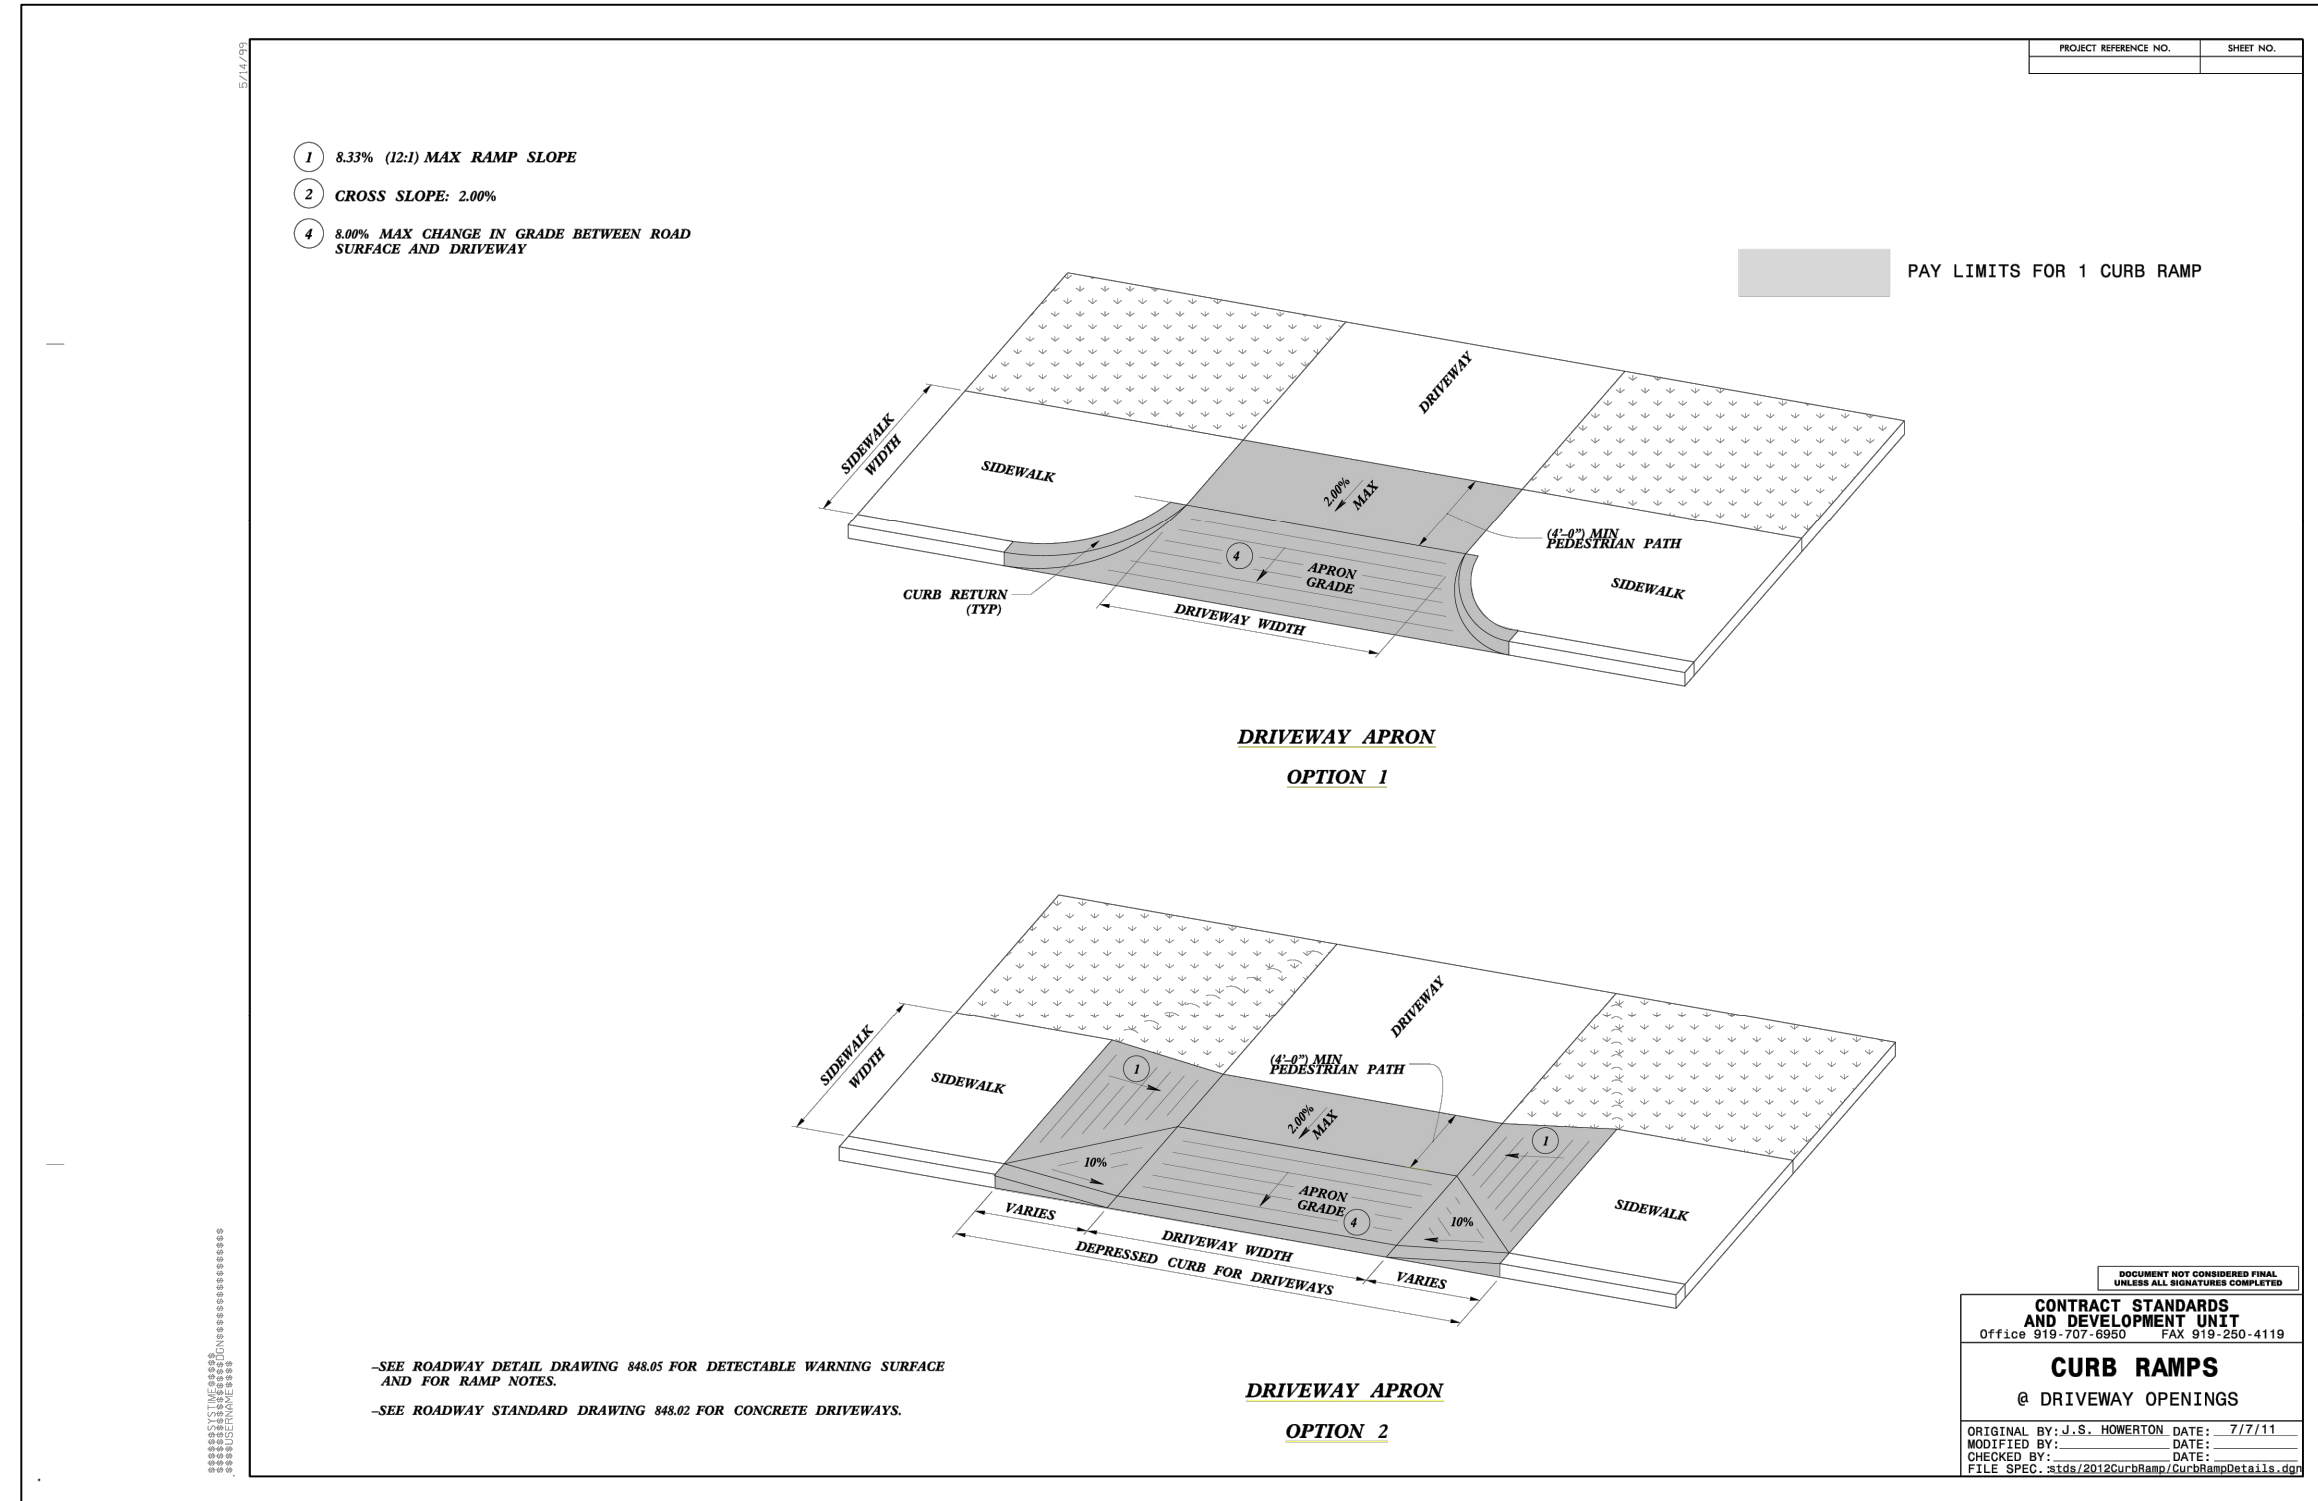 5/14/99
PROJECT REFERENCE NO.
SHEET NO.
1 8.33% (12:1) MAX RAMP SLOPE
2 CROSS SLOPE: 2.00%
4 8.00% MAX CHANGE IN GRADE BETWEEN ROAD
SURFACE AND DRIVEWAY
PAY LIMITS FOR 1 CURB RAMP
DRIVEWAY
SIDEWALK
WIDTH
SIDEWALK
2.00%
MAX
(4'-0") MIN
PEDESTRIAN PATH
4
APRON
GRADE
SIDEWALK
CURB RETURN
(TYP)
DRIVEWAY WIDTH
DRIVEWAY APRON
OPTION 1
DRIVEWAY
SIDEWALK
WIDTH
SIDEWALK
1
(4'-0") MIN
PEDESTRIAN PATH
2.00%
MAX
1
10%
APRON
GRADE
4
10%
SIDEWALK
VARIES
DRIVEWAY WIDTH
VARIES
DEPRESSED CURB FOR DRIVEWAYS
–SEE ROADWAY DETAIL DRAWING 848.05 FOR DETECTABLE WARNING SURFACE
AND FOR RAMP NOTES.
–SEE ROADWAY STANDARD DRAWING 848.02 FOR CONCRETE DRIVEWAYS.
DRIVEWAY APRON
OPTION 2
DOCUMENT NOT CONSIDERED FINAL
UNLESS ALL SIGNATURES COMPLETED
CONTRACT STANDARDS
AND DEVELOPMENT UNIT
Office 919-707-6950 FAX 919-250-4119
CURB RAMPS
@ DRIVEWAY OPENINGS
ORIGINAL BY: J.S. HOWERTON DATE: 7/7/11
MODIFIED BY: DATE:
CHECKED BY: DATE:
FILE SPEC.: stds/2012CurbRamp/CurbRampDetails.dgn